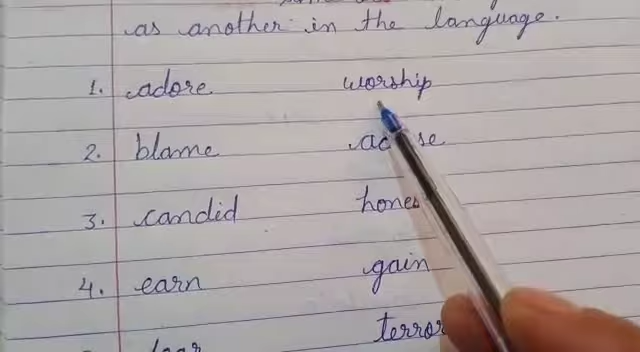 as another in the language.
1. adore worship
2. blame
3. candid
4. earn gain
terror